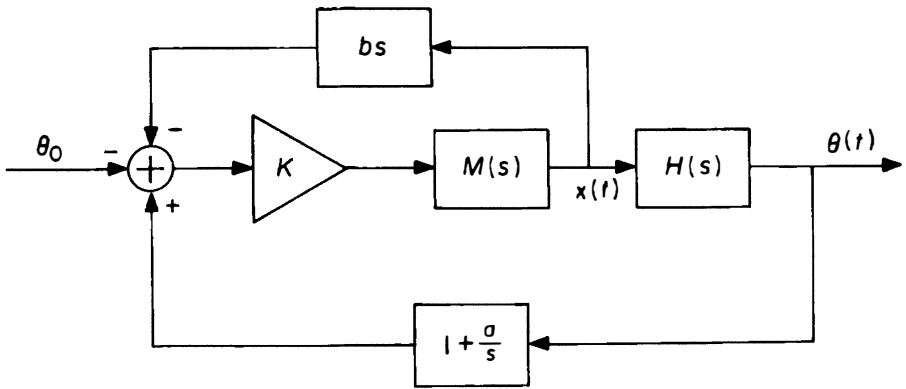 bs
−
θ0
−
+
K
M(s)
x(t)
H(s)
θ(t)
+
1 + a/s